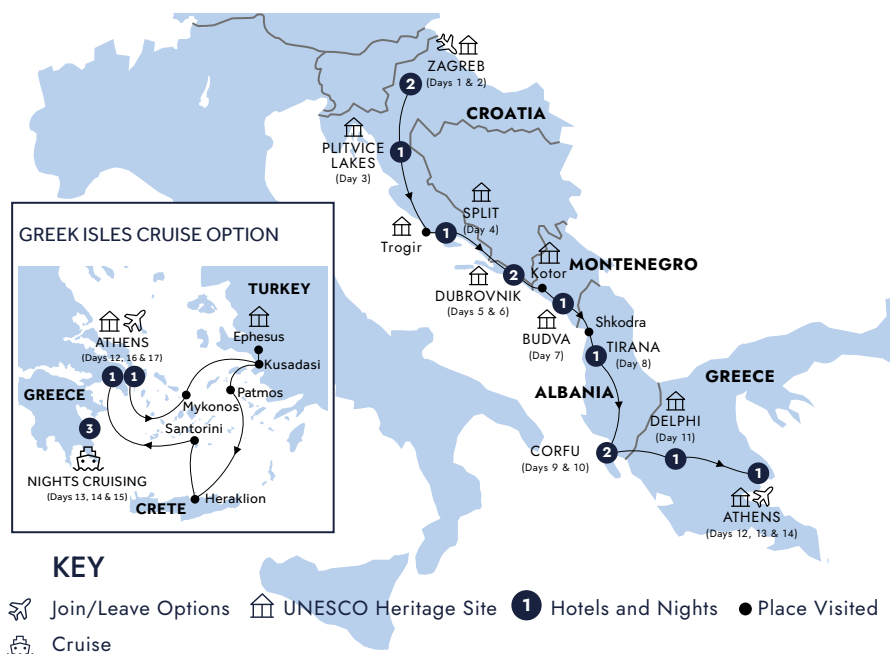 ZAGREB
(Days 1 & 2)
2
CROATIA
PLITVICE
LAKES
(Day 3)
1
SPLIT
(Day 4)
Trogir
1
2
DUBROVNIK
(Days 5 & 6)
Kotor
MONTENEGRO
1
BUDVA
(Day 7)
Shkodra
TIRANA
(Day 8)
1
ALBANIA
GREECE
CORFU
(Days 9 & 10)
2
DELPHI
(Day 11)
1
1
ATHENS
(Days 12, 13 & 14)
GREEK ISLES CRUISE OPTION
TURKEY
Ephesus
Kusadasi
ATHENS
(Days 12, 16 & 17)
1
1
GREECE
Patmos
Mykonos
Santorini
3
NIGHTS CRUISING
(Days 13, 14 & 15)
Heraklion
CRETE
KEY
Join/Leave Options
UNESCO Heritage Site
1 Hotels and Nights
Place Visited
Cruise